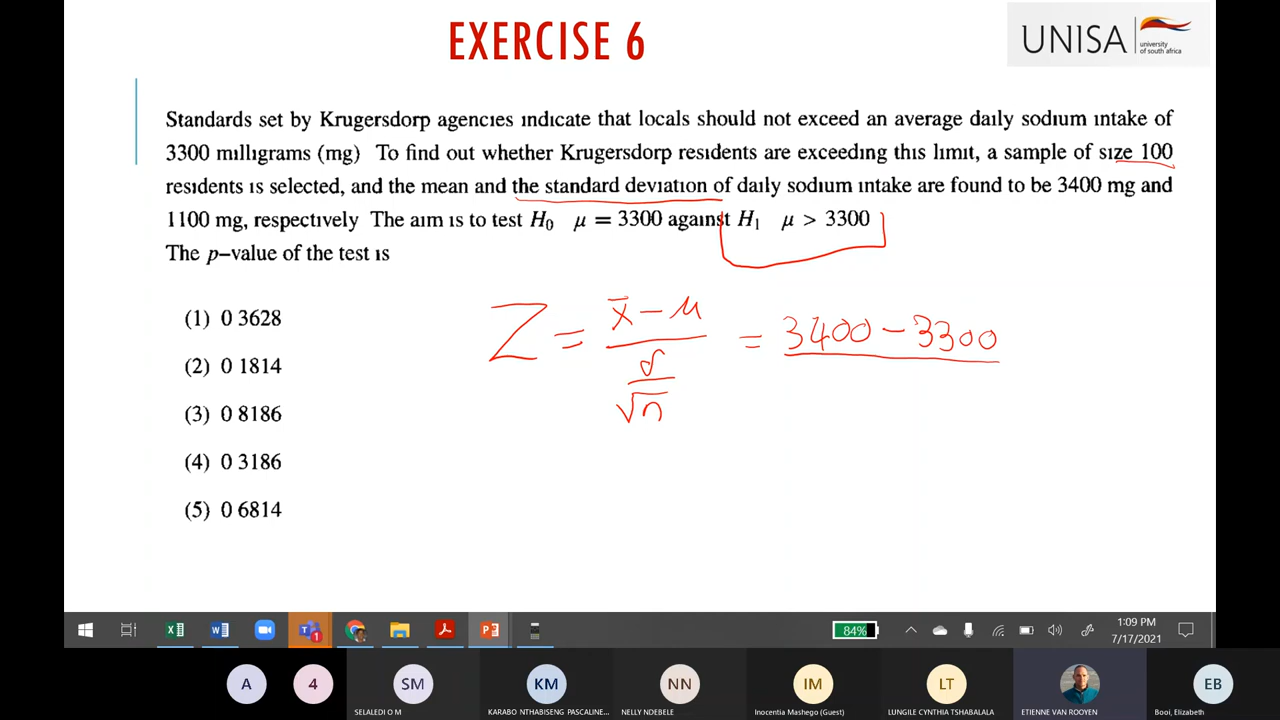 EXERCISE 6
UNISA
university
of south africa
Standards set by Krugersdorp agencies indicate that locals should not exceed an average daily sodium intake of
3300 milligrams (mg) To find out whether Krugersdorp residents are exceeding this limit, a sample of size 100
residents is selected, and the mean and the standard deviation of daily sodium intake are found to be 3400 mg and
1100 mg, respectively The aim is to test H₀ μ = 3300 against H₁ μ > 3300
The p–value of the test is
(1) 0 3628
(2) 0 1814
(3) 0 8186
(4) 0 3186
(5) 0 6814
Z = x̄ − μ / σ/√n = 3400 − 3300
84%
1:09 PM
7/17/2021
1
A
4
SM
KM
NN
IM
LT
EB
SELALEDI O M
KARABO NTHABISENG PASCALINE...
NELLY NDEBELE
Inocentia Mashego (Guest)
LUNGILE CYNTHIA TSHABALALA
ETIENNE VAN ROOYEN
Booi, Elizabeth